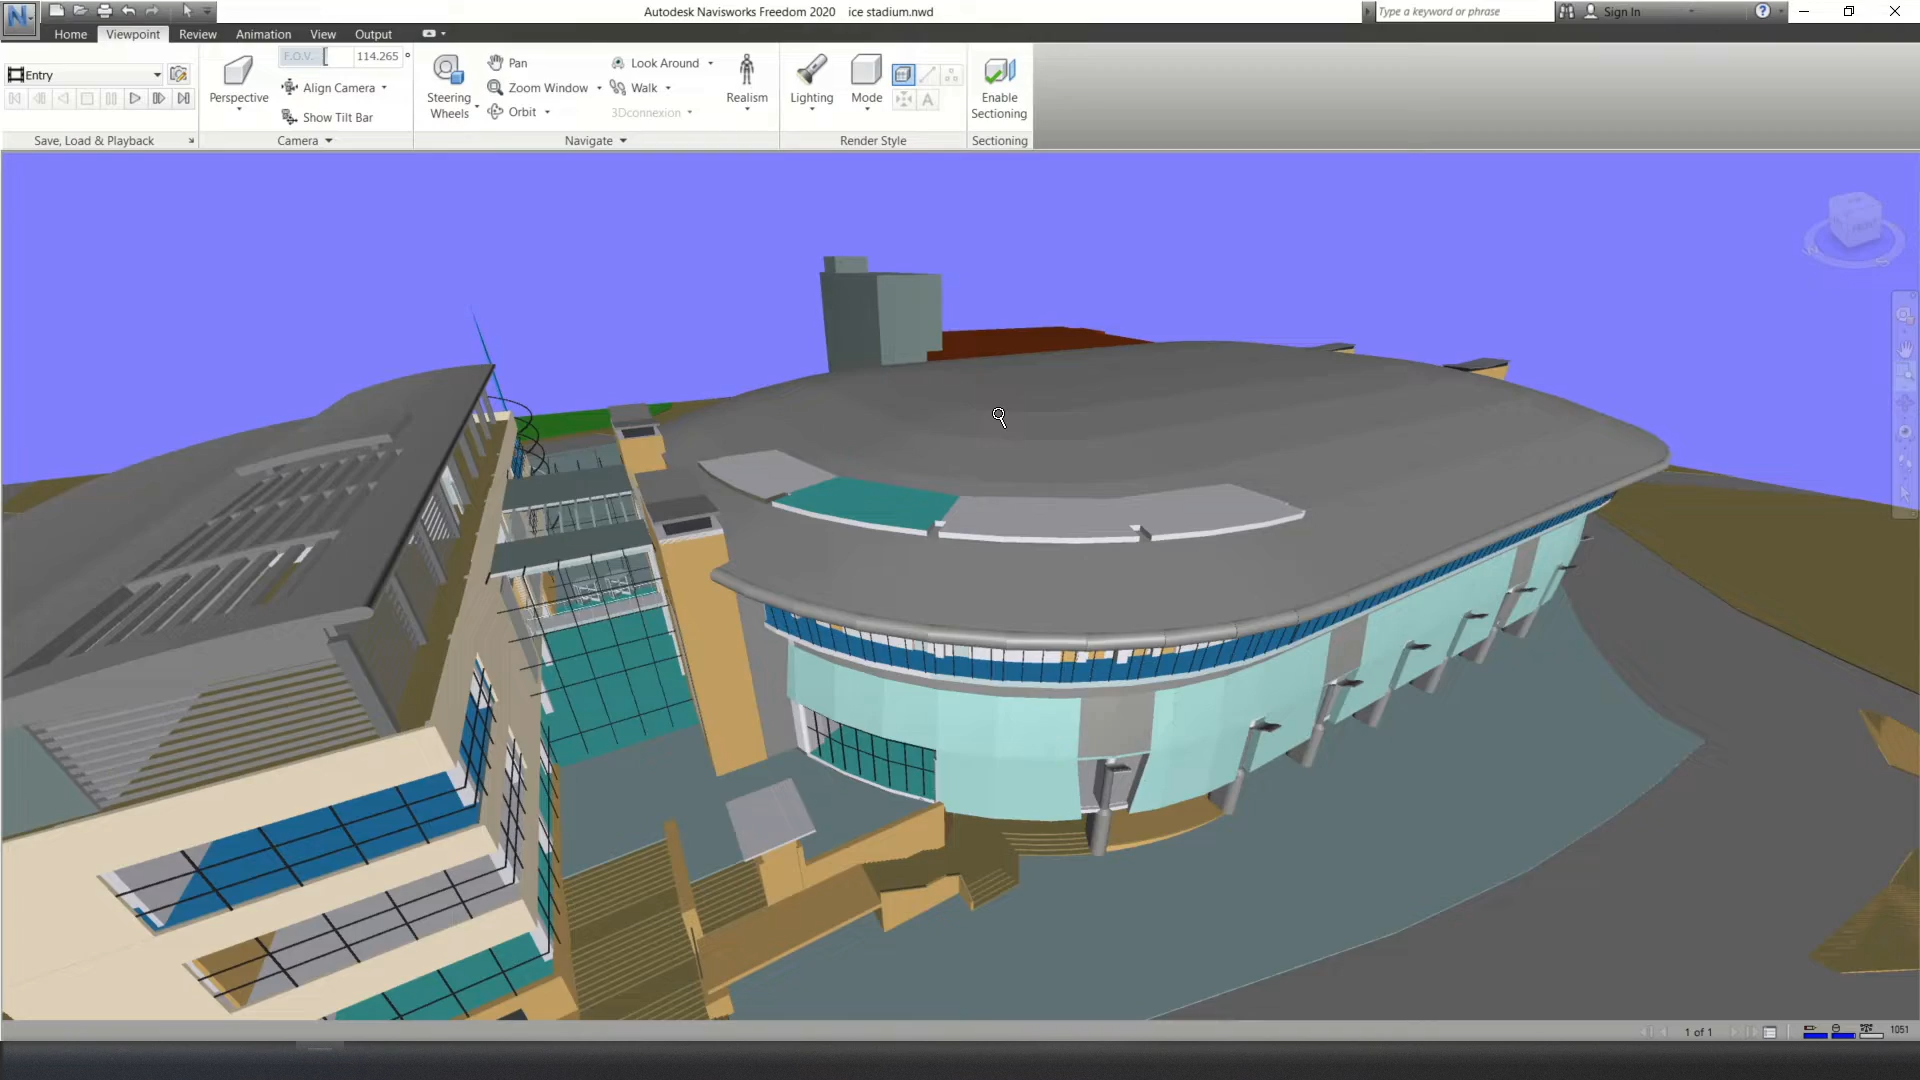 N
Autodesk Navisworks Freedom 2020 ice stadium.nwd
Type a keyword or phrase
Sign In
?
Home
Viewpoint
Review
Animation
View
Output
Entry
F.O.V.
114.265 °
Align Camera
Show Tilt Bar
Perspective
Steering
Wheels
Pan
Zoom Window
Orbit
Look Around
Walk
3Dconnexion
Realism
Lighting
Mode
A
Enable
Sectioning
Save, Load & Playback
Camera
Navigate
Render Style
Sectioning
1 of 1
1051